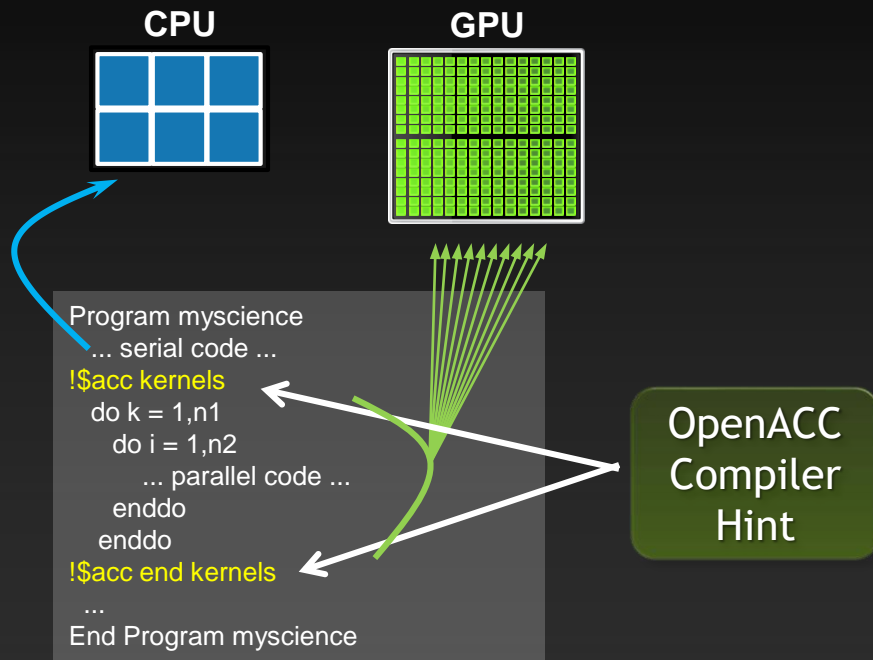 CPU
GPU
Program myscience
... serial code ...
!$acc kernels
do k = 1,n1
do i = 1,n2
... parallel code ...
enddo
enddo
!$acc end kernels
...
End Program myscience
OpenACC
Compiler
Hint